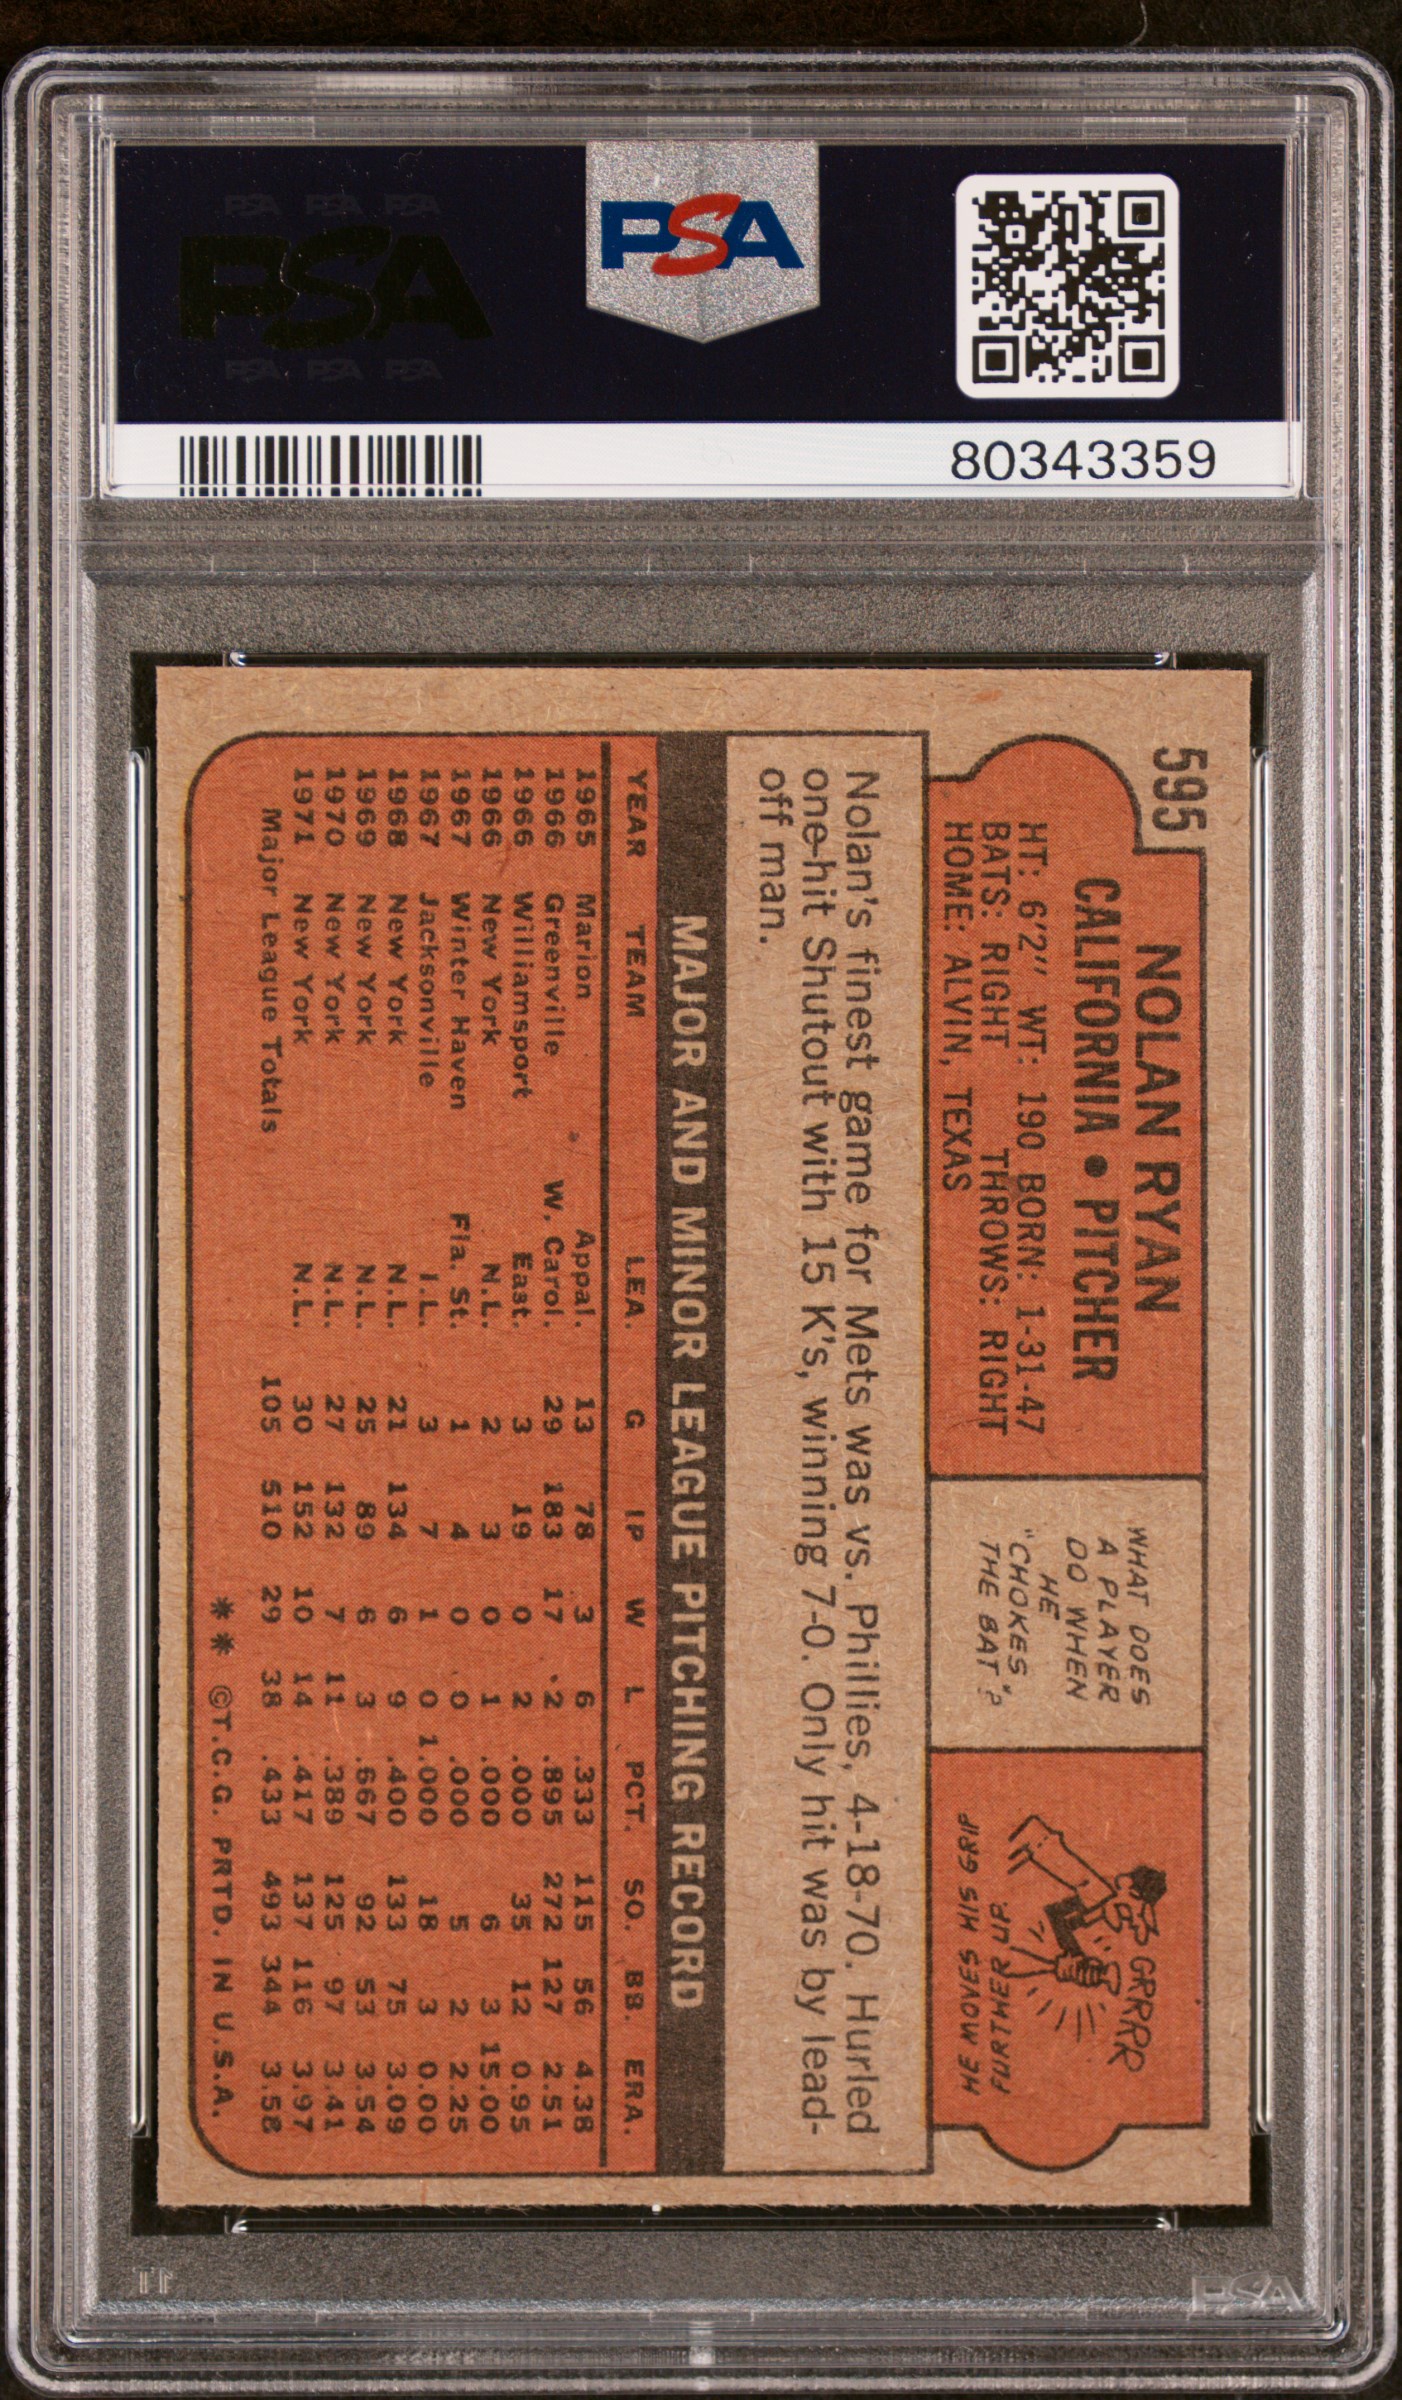 PSA PSA PSA
PSA
PSA PSA PSA
PSA
80343359
595
NOLAN RYAN
CALIFORNIA • PITCHER
HT: 6'2" WT: 190 BORN: 1-31-47
BATS: RIGHT THROWS: RIGHT
HOME: ALVIN, TEXAS
WHAT DOES
A PLAYER
DO WHEN
HE
"CHOKES
THE BAT"?
GRRRR
HE MOVES HIS GRIP
FURTHER UP.
Nolan's finest game for Mets was vs. Phillies, 4-18-70. Hurled
one-hit Shutout with 15 K's, winning 7-0. Only hit was by lead-
off man.
MAJOR AND MINOR LEAGUE PITCHING RECORD
YEAR TEAM LEA. G IP W L PCT. SO. BB. ERA.
1965 Marion Appal. 13 78 3 6 .333 115 56 4.38
1966 Greenville W. Carol. 29 183 17 2 .895 272 127 2.51
1966 Williamsport East. 3 19 0 2 .000 35 12 0.95
1966 New York N.L. 2 3 0 1 .000 6 3 15.00
1967 Winter Haven Fla. St. 1 4 0 0 .000 5 2 2.25
1967 Jacksonville I.L. 3 7 1 0 1.000 18 3 0.00
1968 New York N.L. 21 134 6 9 .400 133 75 3.09
1969 New York N.L. 25 89 6 3 .667 92 53 3.54
1970 New York N.L. 27 132 7 11 .389 125 97 3.41
1971 New York N.L. 30 152 10 14 .417 137 116 3.97
Major League Totals 105 510 29 38 .433 493 344 3.58
** ©T.C.G. PRTD. IN U.S.A.
PSA